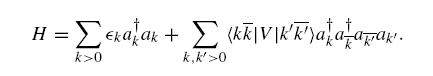 $H = \sum_{k>0} \epsilon_k a_k^\dagger a_k + \sum_{k,k'>0} \langle k\overline{k}|V|k'\overline{k'}\rangle a_k^\dagger a_{\overline{k}}^\dagger a_{\overline{k'}} a_{k'}.$